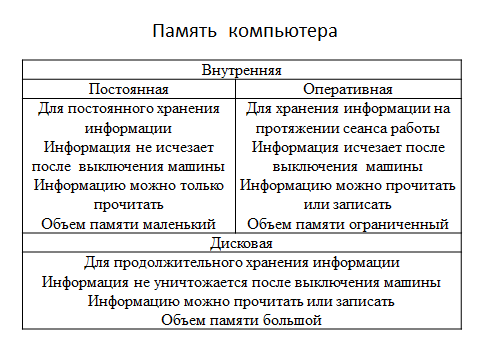 Память компьютера
Внутренняя
Постоянная
Для постоянного хранения
информации
Информация не исчезает
после выключения машины
Информацию можно только
прочитать
Объем памяти маленький
Оперативная
Для хранения информации на
протяжении сеанса работы
Информация исчезает после
выключения машины
Информацию можно прочитать
или записать
Объем памяти ограниченный
Дисковая
Для продолжительного хранения информации
Информация не уничтожается после выключения машины
Информацию можно прочитать или записать
Объем памяти большой